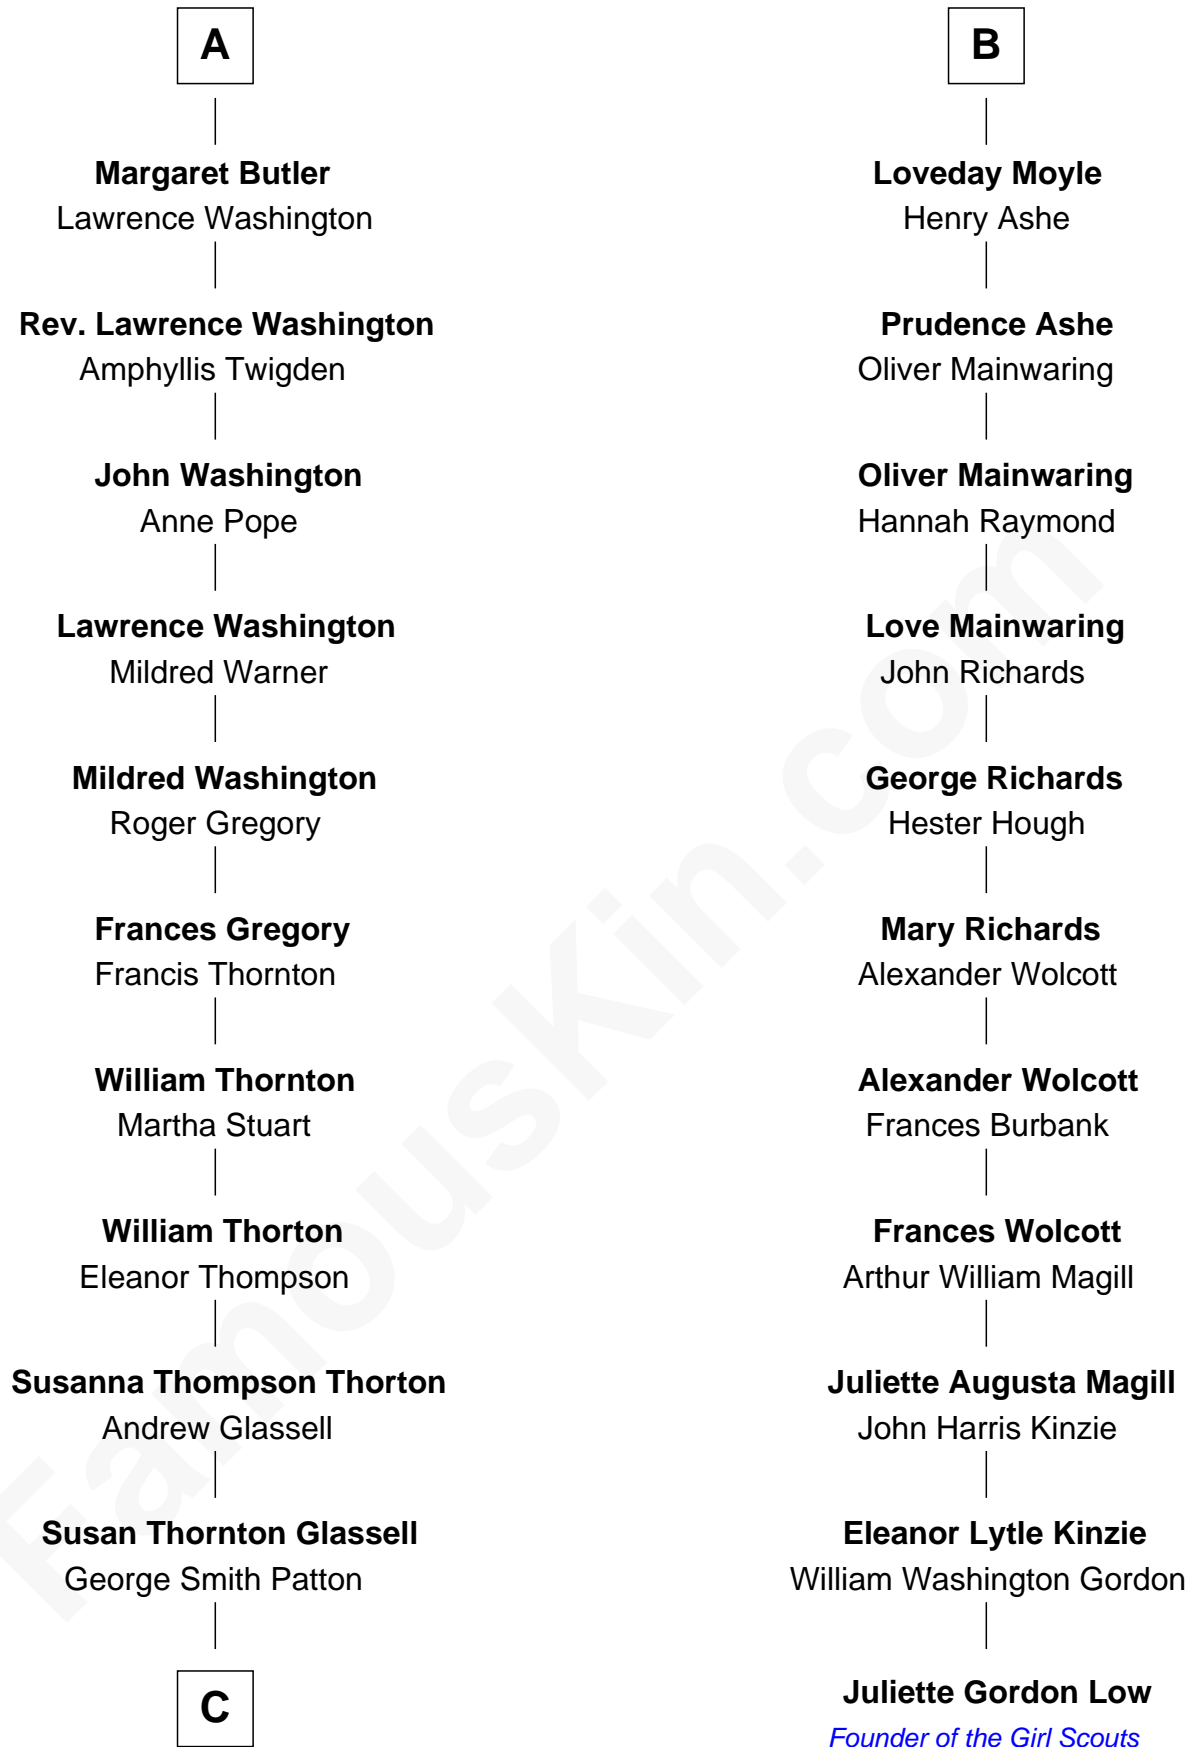 A
Margaret Butler
Lawrence Washington
Rev. Lawrence Washington
Amphyllis Twigden
John Washington
Anne Pope
Lawrence Washington
Mildred Warner
Mildred Washington
Roger Gregory
Frances Gregory
Francis Thornton
William Thornton
Martha Stuart
William Thorton
Eleanor Thompson
Susanna Thompson Thorton
Andrew Glassell
Susan Thornton Glassell
George Smith Patton
C
B
Loveday Moyle
Henry Ashe
Prudence Ashe
Oliver Mainwaring
Oliver Mainwaring
Hannah Raymond
Love Mainwaring
John Richards
George Richards
Hester Hough
Mary Richards
Alexander Wolcott
Alexander Wolcott
Frances Burbank
Frances Wolcott
Arthur William Magill
Juliette Augusta Magill
John Harris Kinzie
Eleanor Lytle Kinzie
William Washington Gordon
Juliette Gordon Low
Founder of the Girl Scouts
FamousKin.com